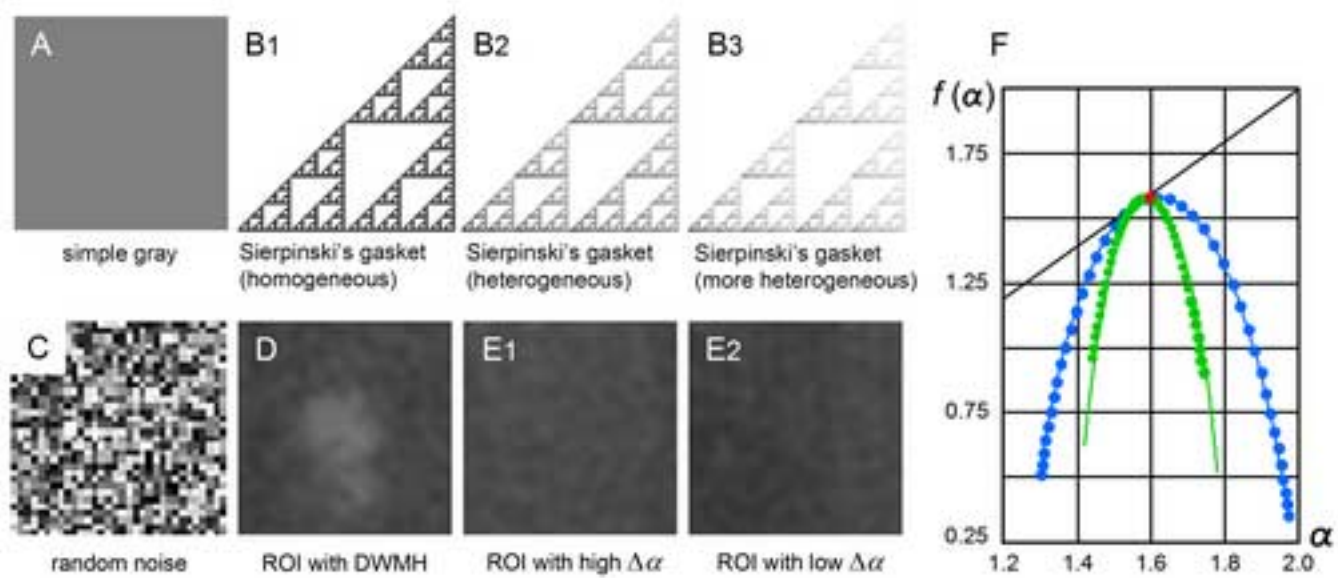 A
B1
B2
B3
F
simple gray
Sierpinski's gasket
(homogeneous)
Sierpinski's gasket
(heterogeneous)
Sierpinski's gasket
(more heterogeneous)
C
D
E1
E2
random noise
ROI with DWMH
ROI with high Δα
ROI with low Δα
f(α)
1.75
1.25
0.75
0.25
1.2 1.4 1.6 1.8 2.0
α